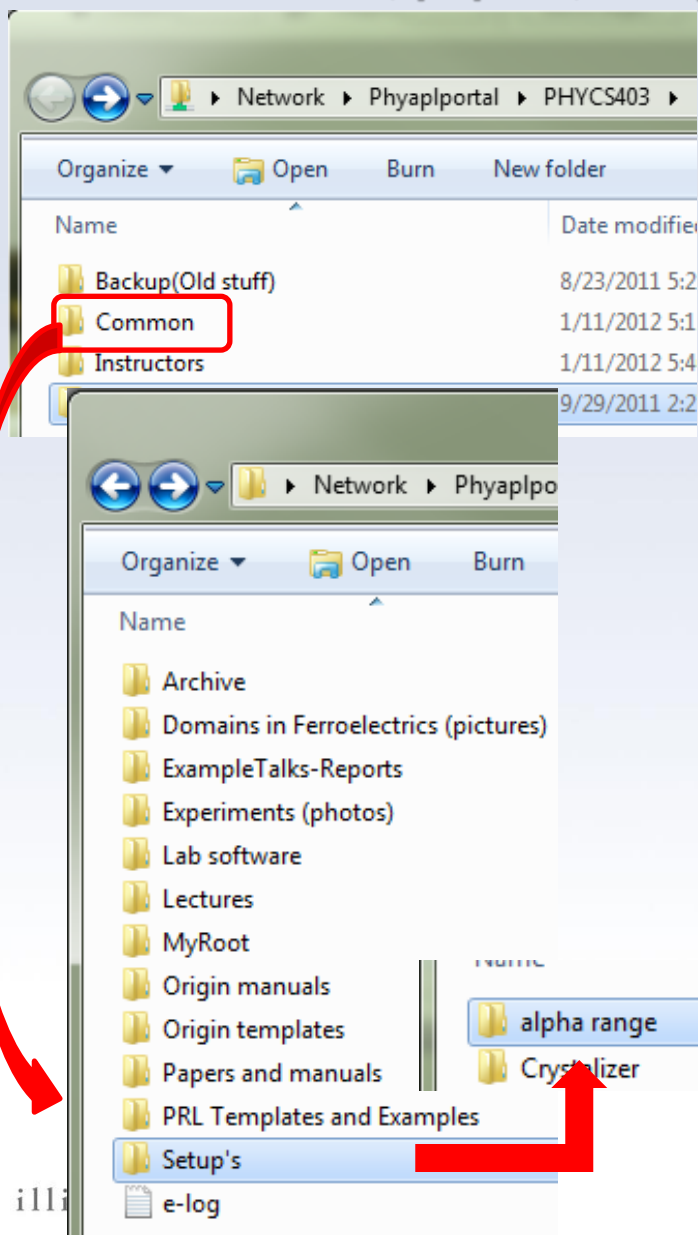 Network ▸ Phyaplportal ▸ PHYCS403 ▸
Organize ▾ Open Burn New folder
Name Date modifie
Backup(Old stuff) 8/23/2011 5:2
Common 1/11/2012 5:1
Instructors 1/11/2012 5:4
9/29/2011 2:2
Network ▸ Phyaplpo
Organize ▾ Open Burn
Name
Archive
Domains in Ferroelectrics (pictures)
ExampleTalks-Reports
Experiments (photos)
Lab software
Lectures
MyRoot
Origin manuals
Origin templates
Papers and manuals
PRL Templates and Examples
Setup's
e-log
Name
alpha range
Crystalizer
illi